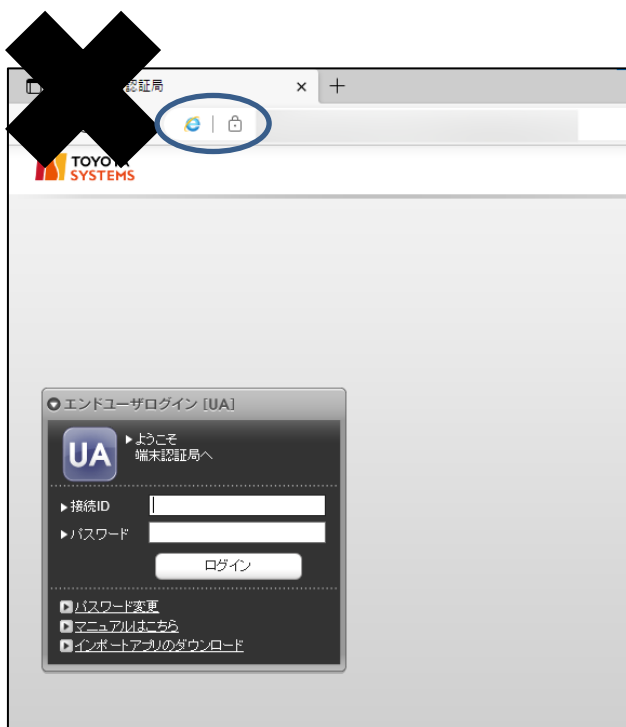 認証局
TOYOTA
SYSTEMS
エンドユーザログイン [UA]
UA
ようこそ
端末認証局へ
接続ID
パスワード
ログイン
パスワード変更
マニュアルはこちら
インポートアプリのダウンロード